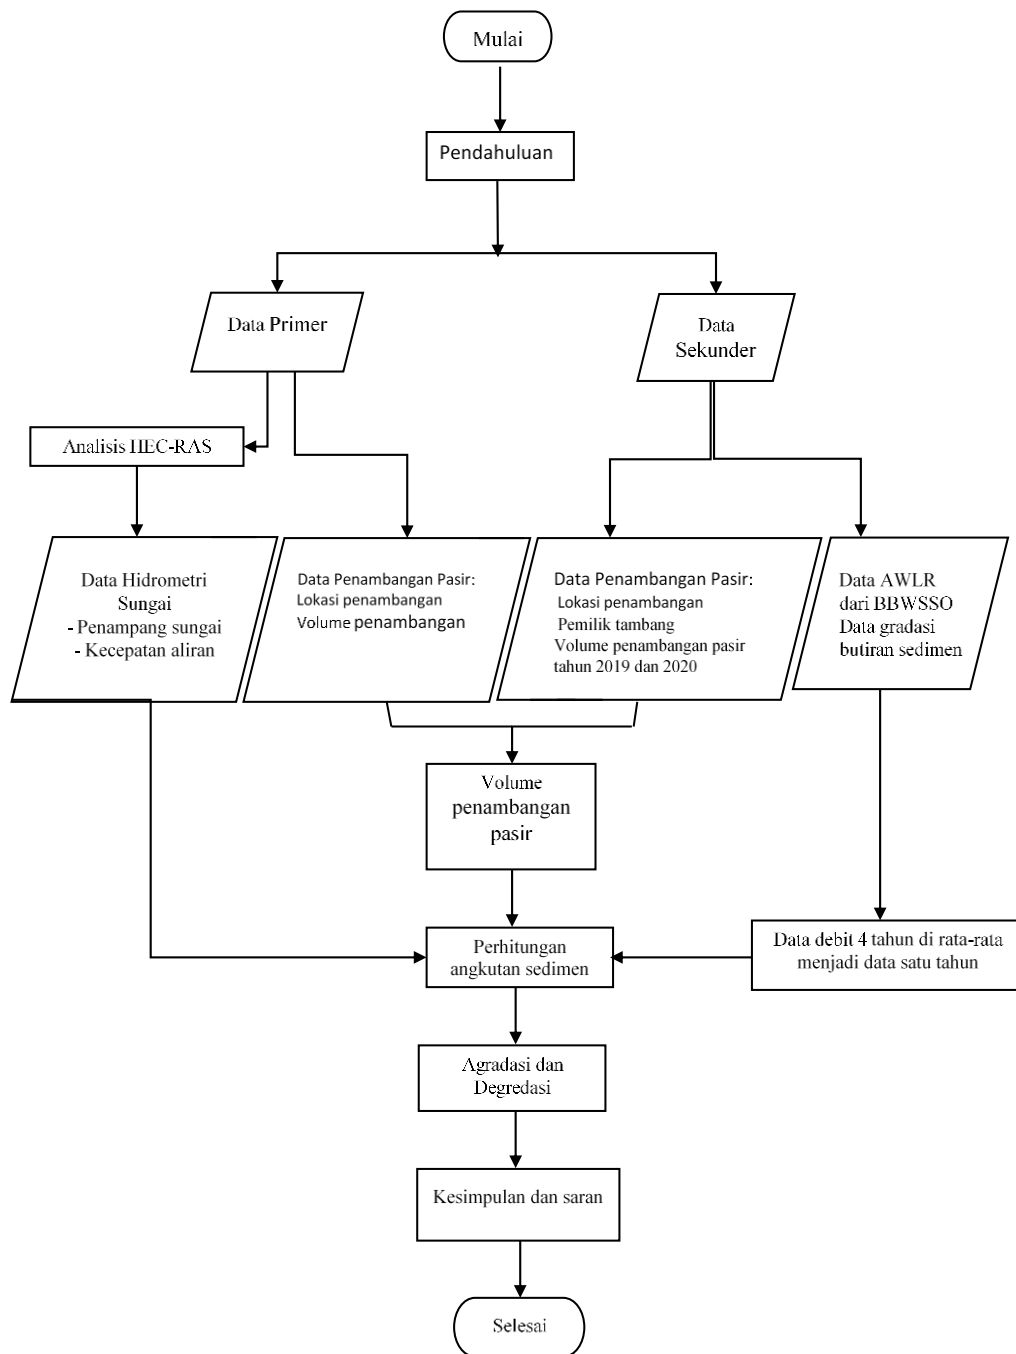 Mulai
Pendahuluan
Data Primer
Data
Sekunder
Analisis HEC-RAS
Data Hidrometri
Sungai
- Penampang sungai
- Kecepatan aliran
Data Penambangan Pasir:
Lokasi penambangan
Volume penambangan
Data Penambangan Pasir:
Lokasi penambangan
Pemilik tambang
Volume penambangan pasir
tahun 2019 dan 2020
Data AWLR
dari BBWSSO
Data gradasi
butiran sedimen
Volume
penambangan
pasir
Perhitungan
angkutan sedimen
Data debit 4 tahun di rata-rata
menjadi data satu tahun
Agradasi dan
Degredasi
Kesimpulan dan saran
Selesai